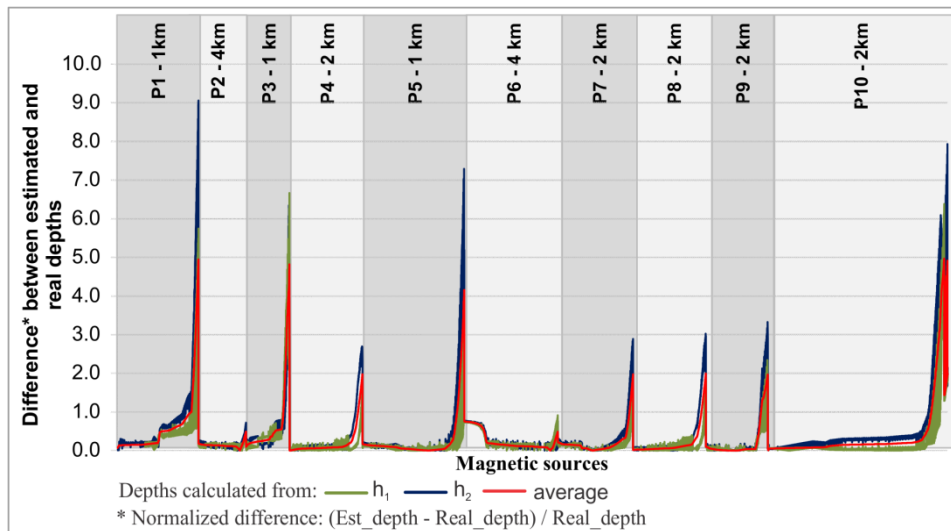 P1 - 1km
P2 - 4km
P3 - 1 km
P4 - 2 km
P5 - 1 km
P6 - 4 km
P7 - 2 km
P8 - 2 km
P9 - 2 km
P10 - 2km
Difference* between estimated and
real depths
10.0
9.0
8.0
7.0
6.0
5.0
4.0
3.0
2.0
1.0
0.0
Magnetic sources
Depths calculated from: h₁ h₂ average
* Normalized difference: (Est_depth - Real_depth) / Real_depth